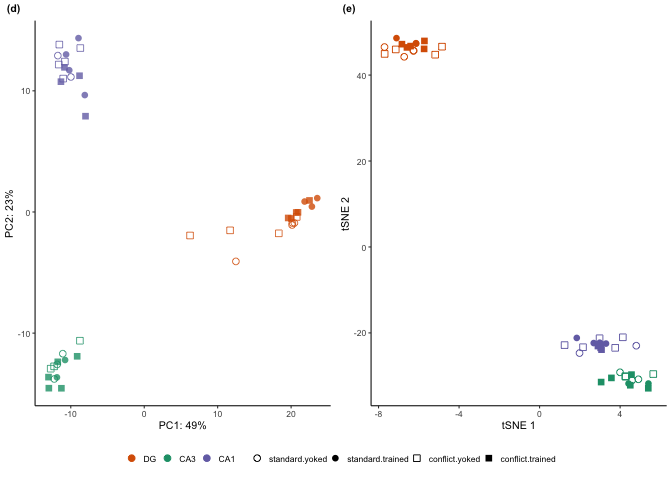 (d)
10
0
-10
-10
0
10
20
PC1: 49%
PC2: 23%
(e)
40
20
0
-20
-8
-4
0
4
tSNE 1
tSNE 2
DG CA3 CA1 standard.yoked standard.trained conflict.yoked conflict.trained